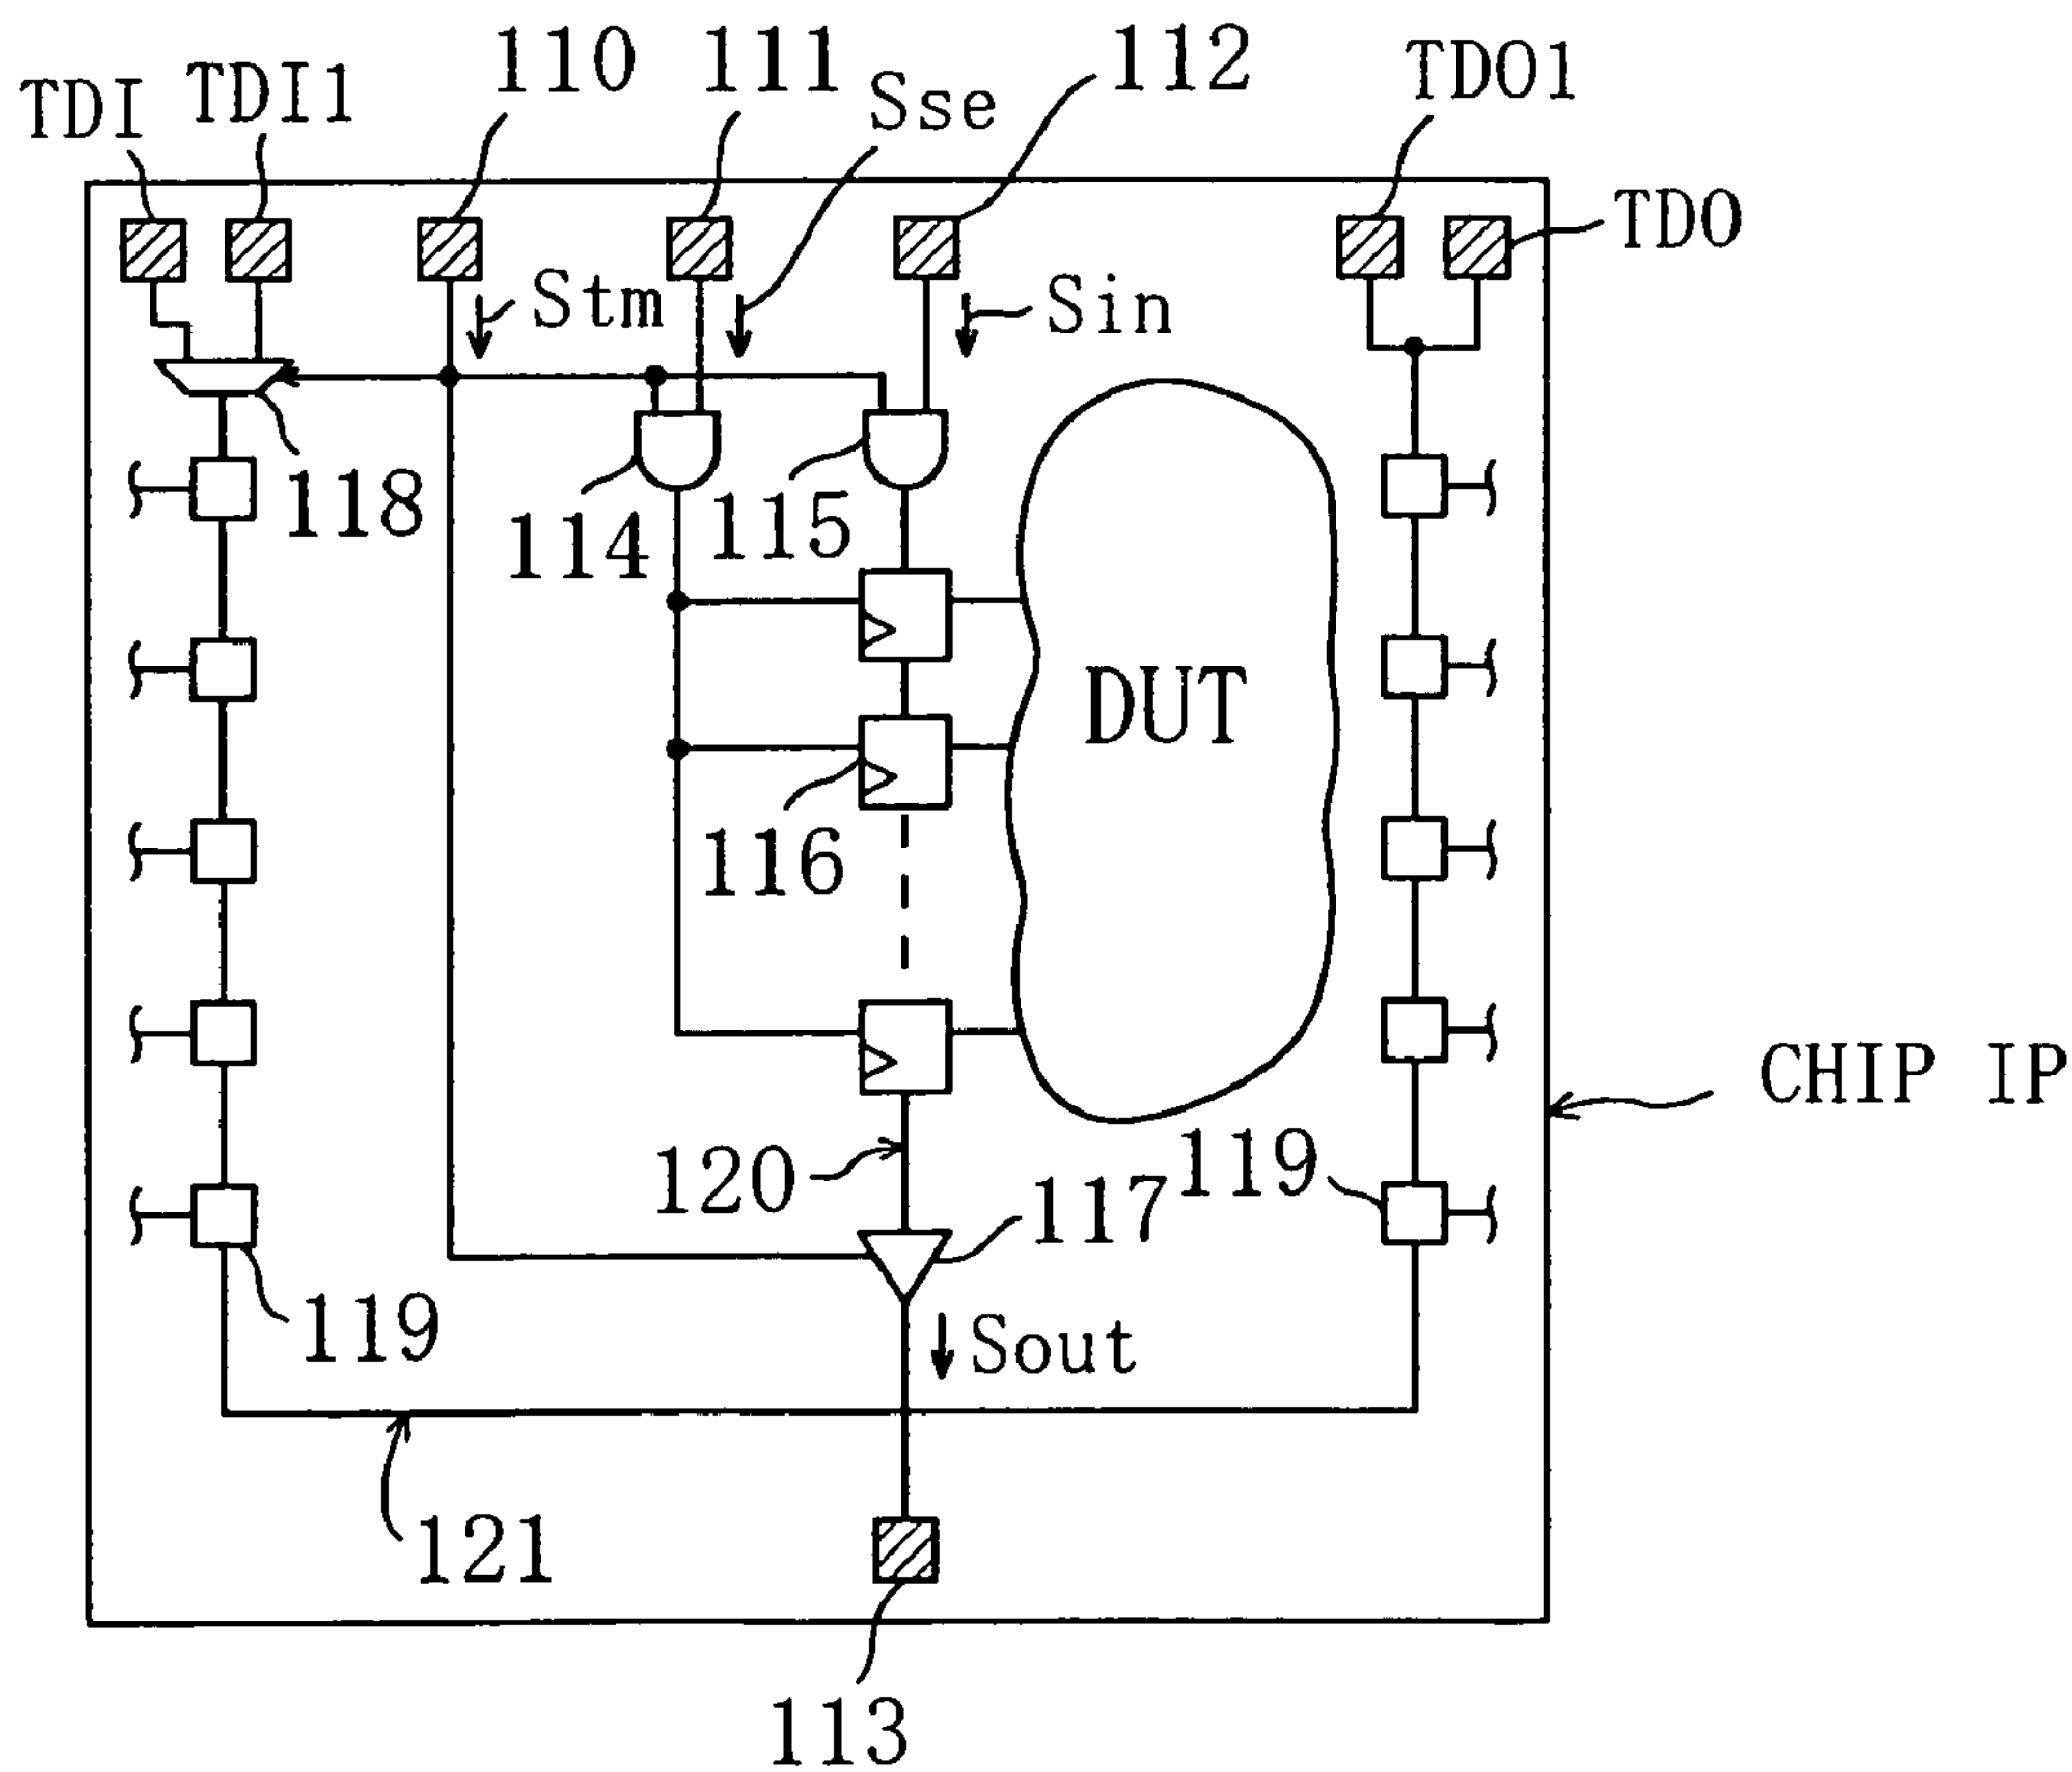 110 111 112 TDO1
TDI TDI1 Sse
TDO
Stm Sin
118 114 115
DUT
116
CHIP IP
120 117 119
119 Sout
121
113